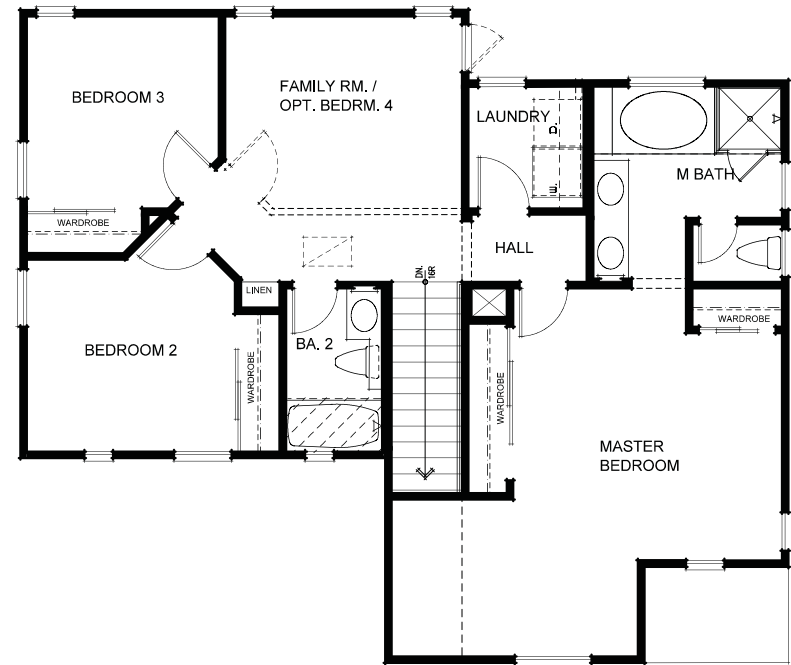 BEDROOM 3
FAMILY RM. /
OPT. BEDRM. 4
LAUNDRY
D.
W.
M BATH
WARDROBE
HALL
DN.
16R
LINEN
WARDROBE
BEDROOM 2
BA. 2
WARDROBE
WARDROBE
MASTER
BEDROOM